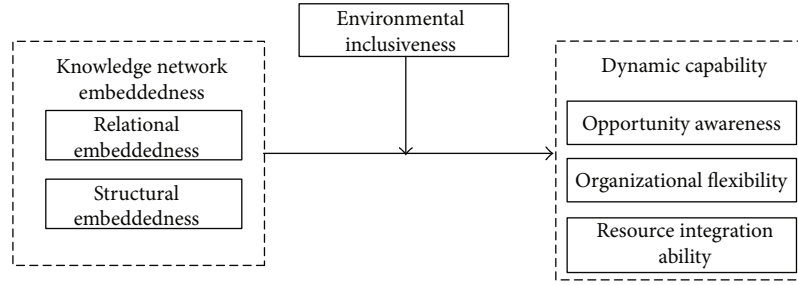 Environmental
inclusiveness
Knowledge network
embeddedness
Relational
embeddedness
Structural
embeddedness
Dynamic capability
Opportunity awareness
Organizational flexibility
Resource integration
ability